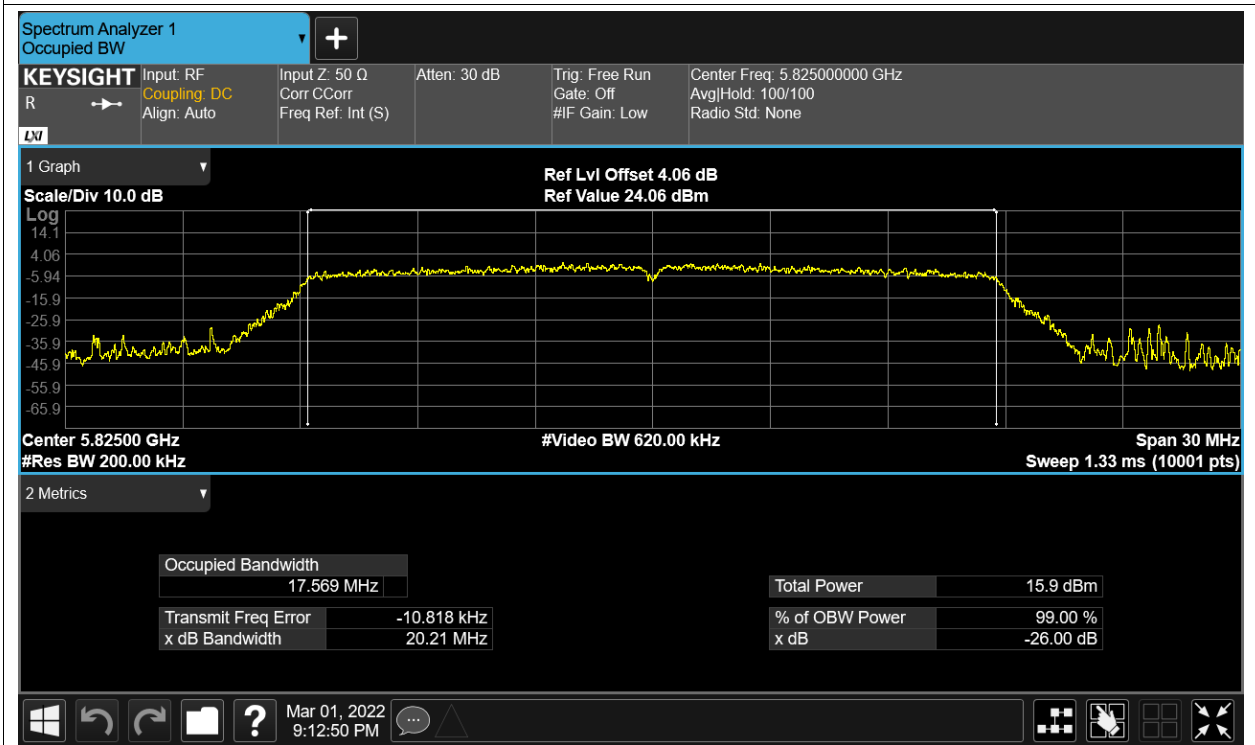 Spectrum Analyzer 1
Occupied BW
KEYSIGHT
R
LXI
Input: RF
Coupling: DC
Align: Auto
Input Z: 50 Ω
Corr CCorr
Freq Ref: Int (S)
Atten: 30 dB
Trig: Free Run
Gate: Off
#IF Gain: Low
Center Freq: 5.825000000 GHz
Avg|Hold: 100/100
Radio Std: None
1 Graph
Scale/Div 10.0 dB
Ref Lvl Offset 4.06 dB
Ref Value 24.06 dBm
Log
14.1
4.06
-5.94
-15.9
-25.9
-35.9
-45.9
-55.9
-65.9
Center 5.82500 GHz
#Video BW 620.00 kHz
Span 30 MHz
#Res BW 200.00 kHz
Sweep 1.33 ms (10001 pts)
2 Metrics
Occupied Bandwidth
17.569 MHz
Total Power 15.9 dBm
Transmit Freq Error -10.818 kHz
% of OBW Power 99.00 %
x dB Bandwidth 20.21 MHz
x dB -26.00 dB
?
Mar 01, 2022
9:12:50 PM